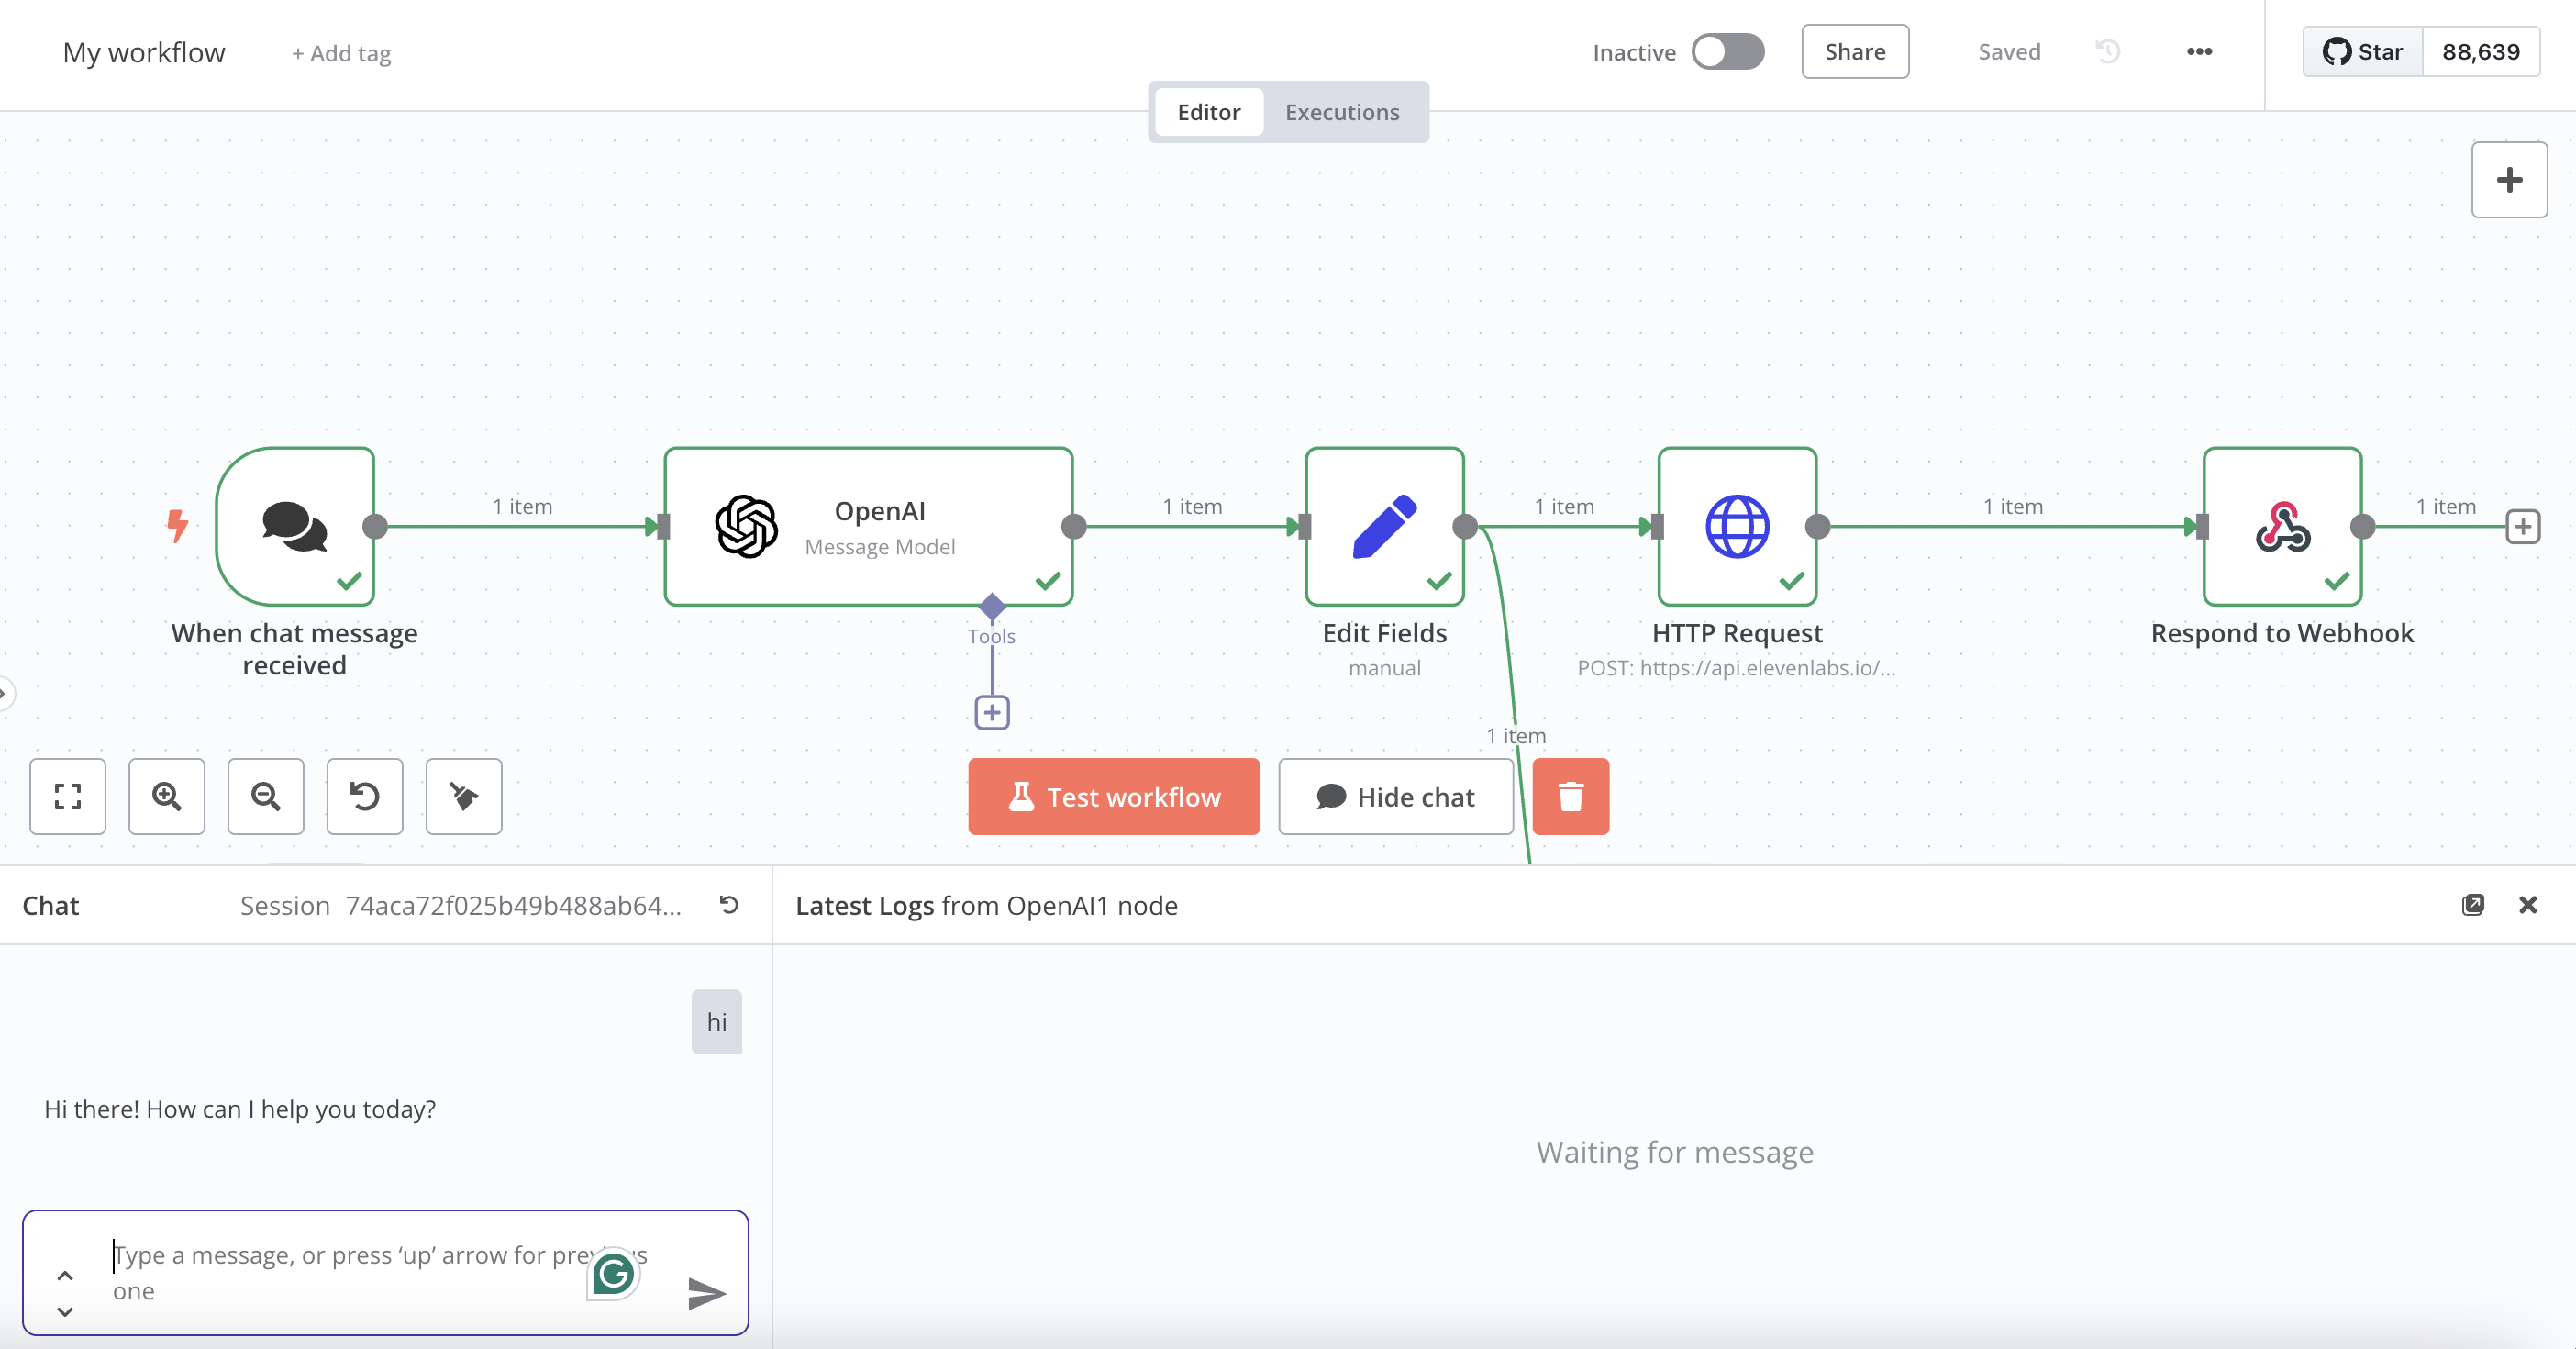 My workflow
+ Add tag
Inactive
Share
Saved
Star
88,639
Editor
Executions
1 item
1 item
1 item
1 item
1 item
OpenAI
Message Model
Tools
When chat message
received
Edit Fields
manual
HTTP Request
POST: https://api.elevenlabs.io/...
Respond to Webhook
1 item
Test workflow
Hide chat
Chat
Session 74aca72f025b49b488ab64...
Latest Logs from OpenAI1 node
hi
Hi there! How can I help you today?
Waiting for message
Type a message, or press ‘up’ arrow for previous
one